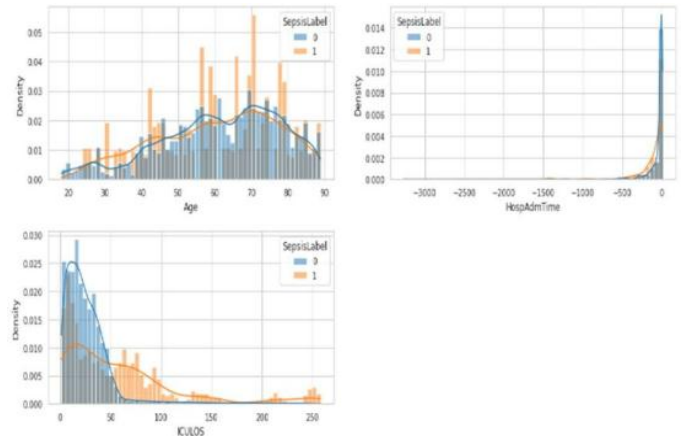 SepsisLabel
0
1
0.05
0.04
0.03
0.02
0.01
0.00
Density
20 30 40 50 60 70 80 90
Age
SepsisLabel
0
1
0.014
0.012
0.010
0.008
0.006
0.004
0.002
0.000
Density
−3000 −2500 −2000 −1500 −1000 −500 0
HospAdmTime
SepsisLabel
0
1
0.030
0.025
0.020
0.015
0.010
0.005
0.000
Density
0 50 100 150 200 250
ICULOS